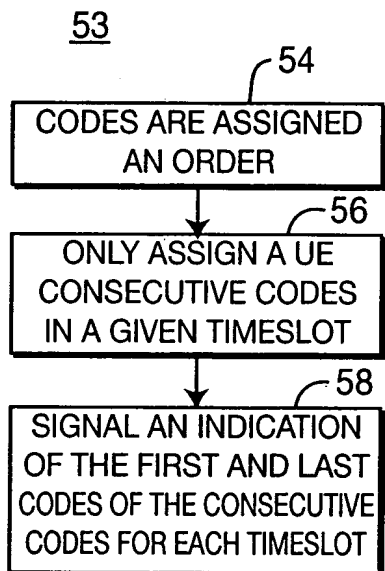 53
54
CODES ARE ASSIGNED
AN ORDER
56
ONLY ASSIGN A UE
CONSECUTIVE CODES
IN A GIVEN TIMESLOT
58
SIGNAL AN INDICATION
OF THE FIRST AND LAST
CODES OF THE CONSECUTIVE
CODES FOR EACH TIMESLOT